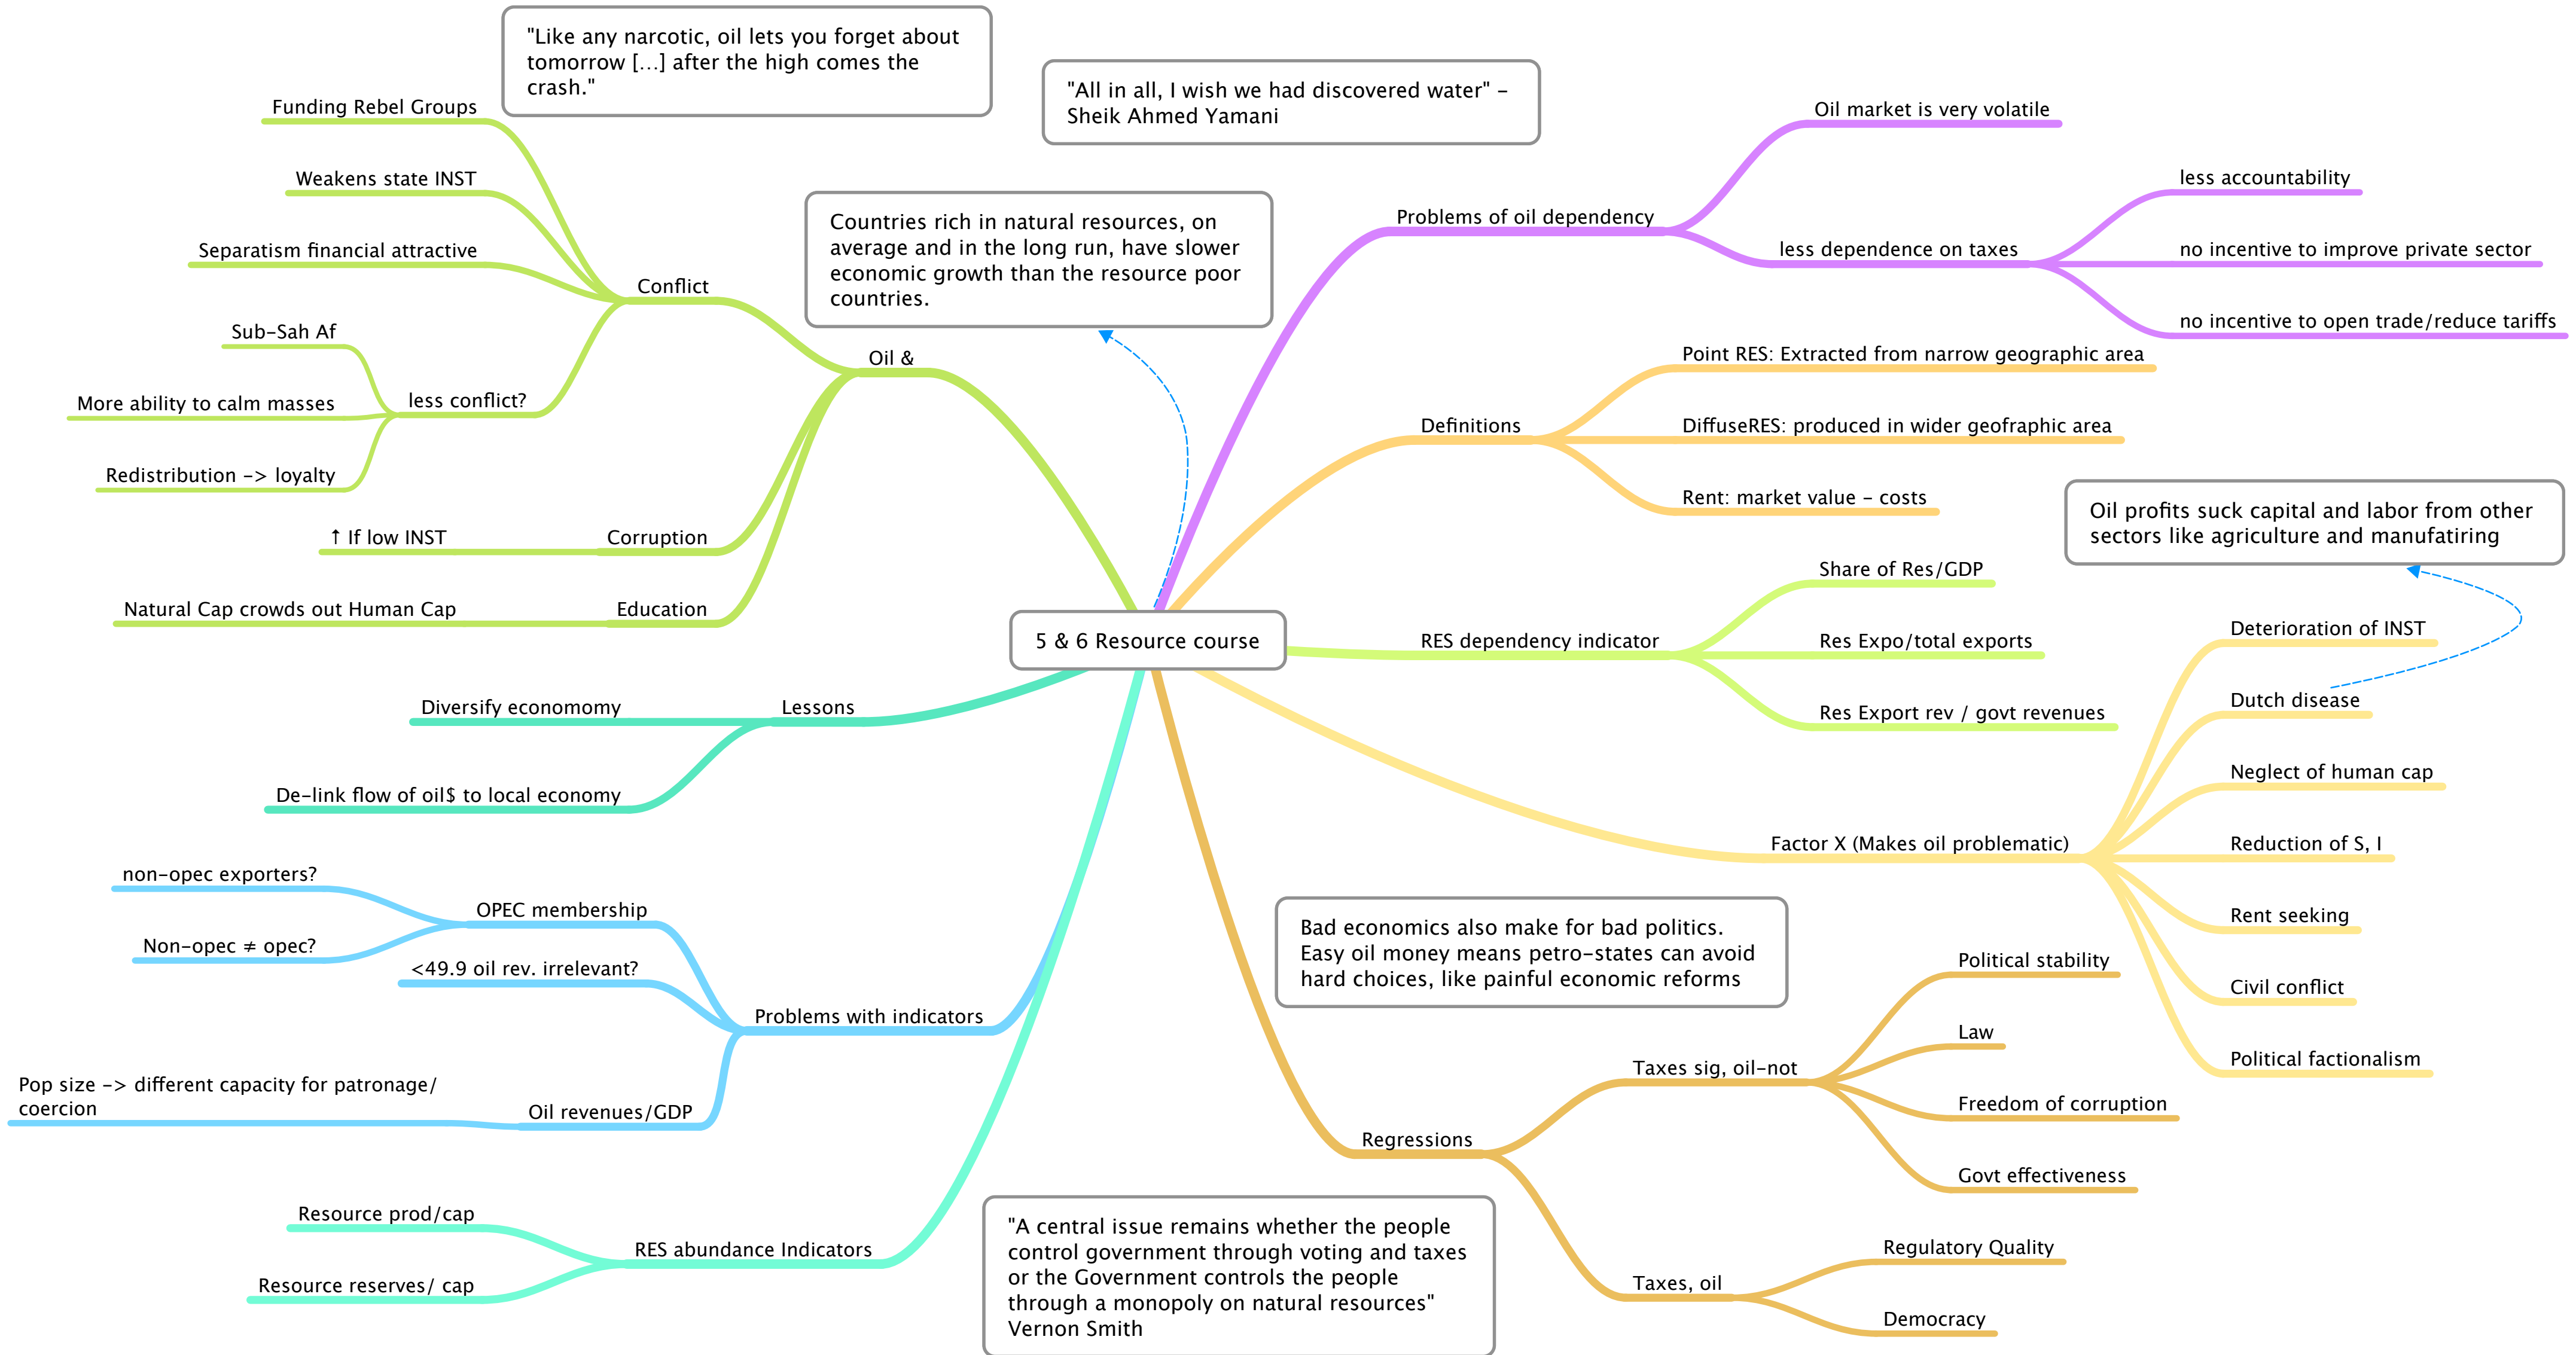 "Like any narcotic, oil lets you forget about
tomorrow [...] after the high comes the
crash."
"All in all, I wish we had discovered water" –
Sheik Ahmed Yamani
Countries rich in natural resources, on
average and in the long run, have slower
economic growth than the resource poor
countries.
Oil &
Conflict
Funding Rebel Groups
Weakens state INST
Separatism financial attractive
less conflict?
Sub-Sah Af
More ability to calm masses
Redistribution -> loyalty
Corruption
↑ If low INST
Education
Natural Cap crowds out Human Cap
5 & 6 Resource course
Problems of oil dependency
Oil market is very volatile
less dependence on taxes
less accountability
no incentive to improve private sector
no incentive to open trade/reduce tariffs
Definitions
Point RES: Extracted from narrow geographic area
DiffuseRES: produced in wider geofraphic area
Rent: market value – costs
RES dependency indicator
Share of Res/GDP
Res Expo/total exports
Res Export rev / govt revenues
Oil profits suck capital and labor from other
sectors like agriculture and manufatiring
Factor X (Makes oil problematic)
Deterioration of INST
Dutch disease
Neglect of human cap
Reduction of S, I
Rent seeking
Civil conflict
Political factionalism
Lessons
Diversify economomy
De-link flow of oil$ to local economy
Problems with indicators
OPEC membership
non-opec exporters?
Non-opec ≠ opec?
<49.9 oil rev. irrelevant?
Oil revenues/GDP
Pop size -> different capacity for patronage/
coercion
RES abundance Indicators
Resource prod/cap
Resource reserves/ cap
Bad economics also make for bad politics.
Easy oil money means petro-states can avoid
hard choices, like painful economic reforms
Regressions
Taxes sig, oil-not
Political stability
Law
Freedom of corruption
Govt effectiveness
Taxes, oil
Regulatory Quality
Democracy
"A central issue remains whether the people
control government through voting and taxes
or the Government controls the people
through a monopoly on natural resources"
Vernon Smith